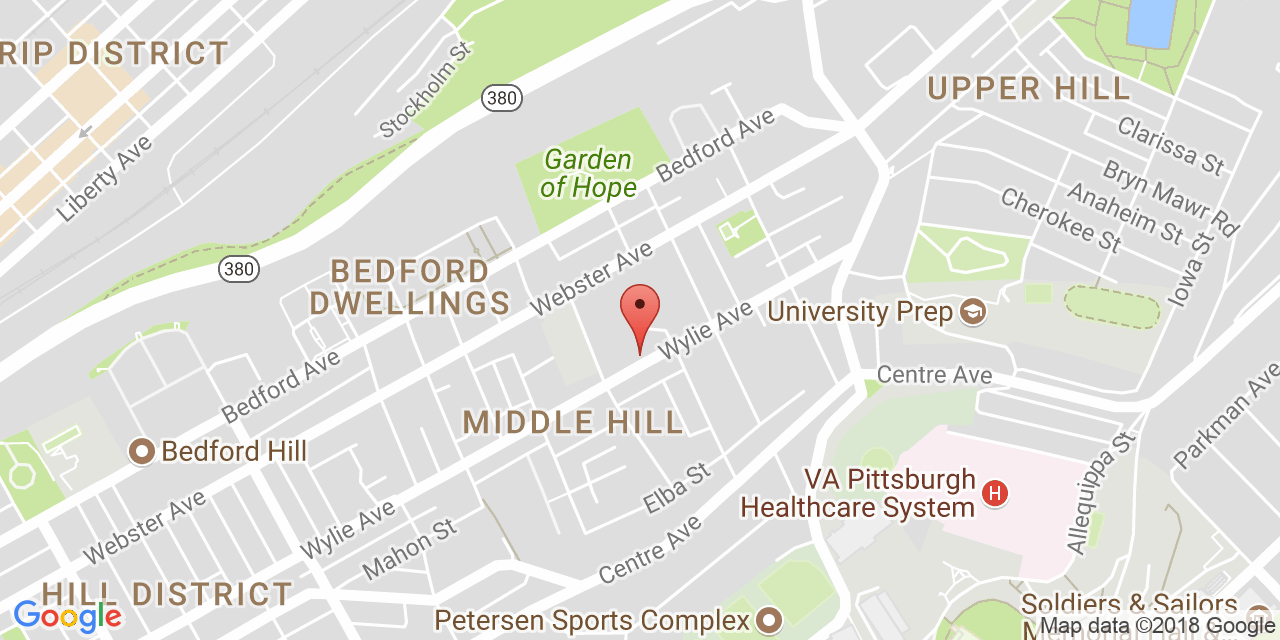 RIP DISTRICT
Stockholm St
380
Liberty Ave
Garden
of Hope
Bedford Ave
UPPER HILL
Clarissa St
Bryn Mawr Rd
Anaheim St
Cherokee St
Iowa St
380
BEDFORD
DWELLINGS
Webster Ave
University Prep
Wylie Ave
Centre Ave
Bedford Ave
MIDDLE HILL
Parkman Ave
Bedford Hill
VA Pittsburgh
Healthcare System
H
Elba St
Allequippa St
Webster Ave
Wylie Ave
Mahon St
Centre Ave
HILL DISTRICT
Google
Petersen Sports Complex
Soldiers & Sailors
Map data ©2018 Google